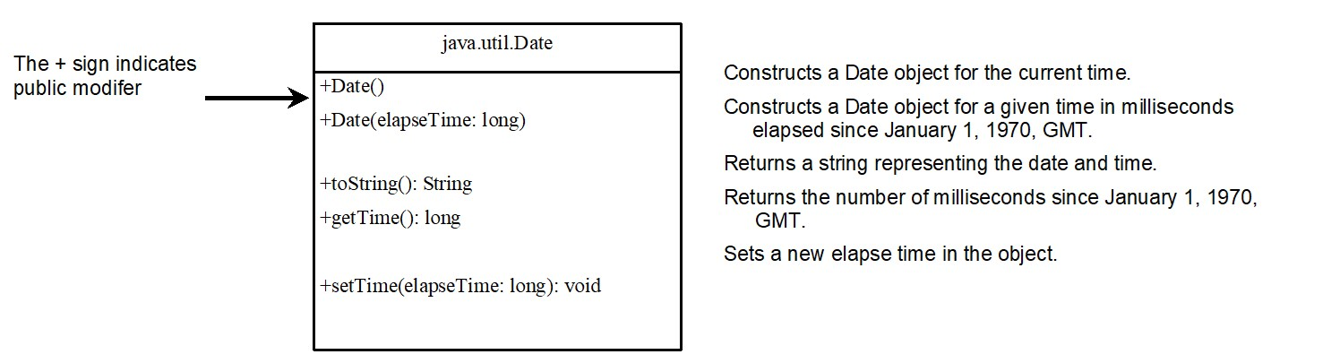 The + sign indicates
public modifer
java.util.Date
+Date()
+Date(elapseTime: long)
+toString(): String
+getTime(): long
+setTime(elapseTime: long): void
Constructs a Date object for the current time.
Constructs a Date object for a given time in milliseconds
elapsed since January 1, 1970, GMT.
Returns a string representing the date and time.
Returns the number of milliseconds since January 1, 1970,
GMT.
Sets a new elapse time in the object.